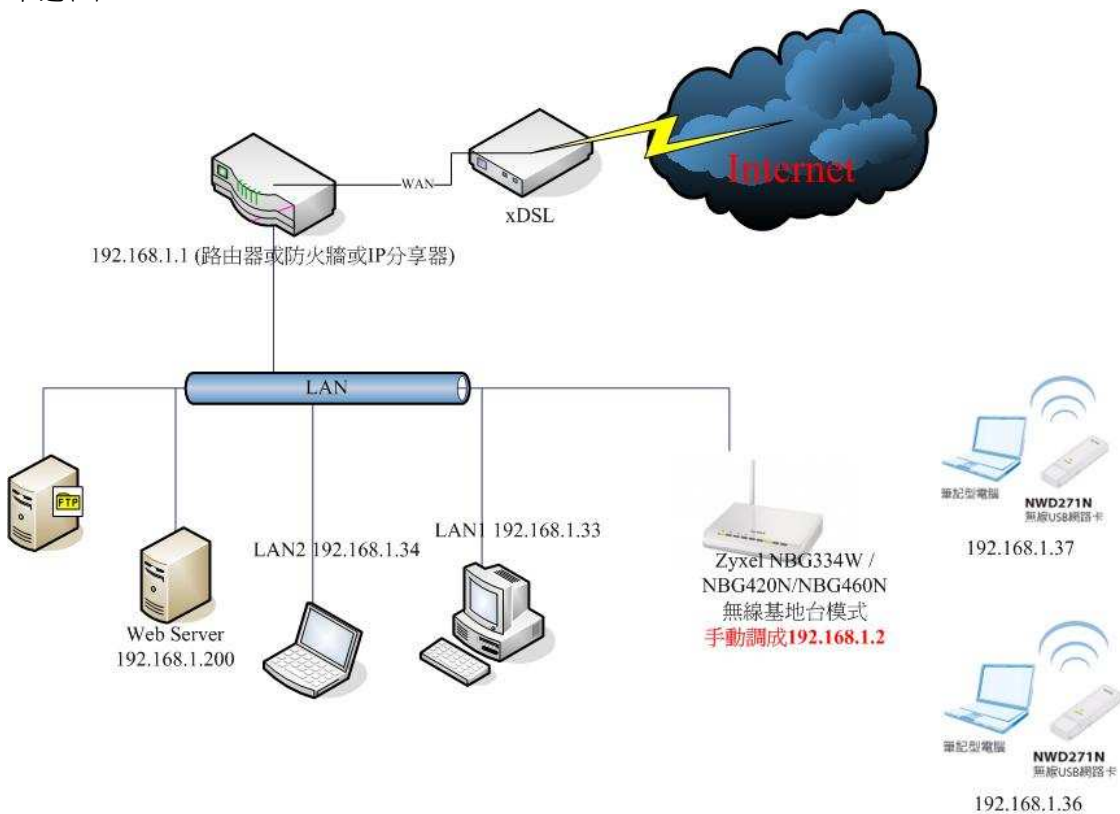 Internet
WAN
xDSL
192.168.1.1 (路由器或防火牆或IP分享器)
LAN
FTP
Web Server
192.168.1.200
LAN2 192.168.1.34
LAN1 192.168.1.33
Zyxel NBG334W /
NBG420N/NBG460N
無線基地台模式
手動調成192.168.1.2
筆記型電腦
NWD271N
無線USB網路卡
192.168.1.37
筆記型電腦
NWD271N
無線USB網路卡
192.168.1.36